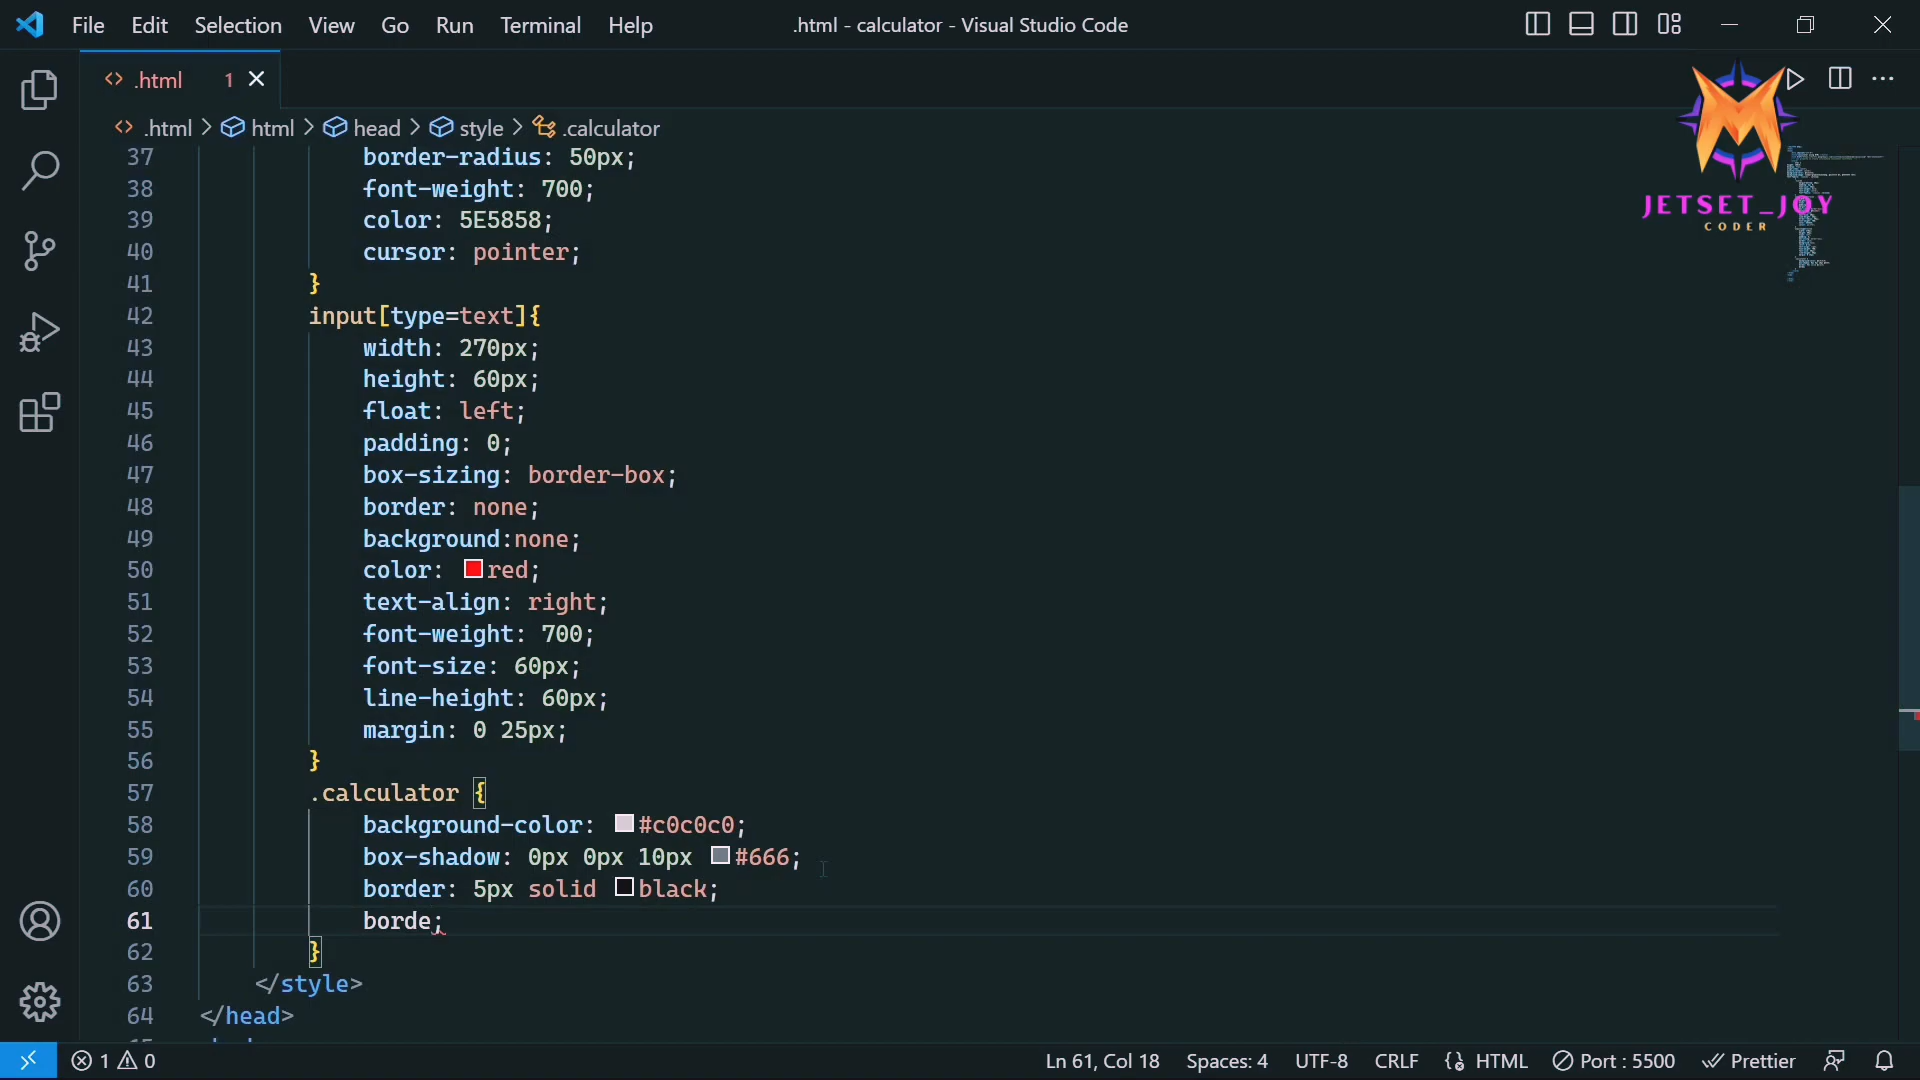 File Edit Selection View Go Run Terminal Help .html - calculator - Visual Studio Code
<> .html 1
JETSET_JOY
CODER
<> .html > html > head > style > .calculator
37 border-radius: 50px;
38 font-weight: 700;
39 color: 5E5858;
40 cursor: pointer;
41 }
42 input[type=text]{
43 width: 270px;
44 height: 60px;
45 float: left;
46 padding: 0;
47 box-sizing: border-box;
48 border: none;
49 background:none;
50 color: red;
51 text-align: right;
52 font-weight: 700;
53 font-size: 60px;
54 line-height: 60px;
55 margin: 0 25px;
56 }
57 .calculator {
58 background-color: #c0c0c0;
59 box-shadow: 0px 0px 10px #666;
60 border: 5px solid black;
61 borde;
62 }
63 </style>
64 </head>
1 0 Ln 61, Col 18 Spaces: 4 UTF-8 CRLF HTML Port : 5500 Prettier